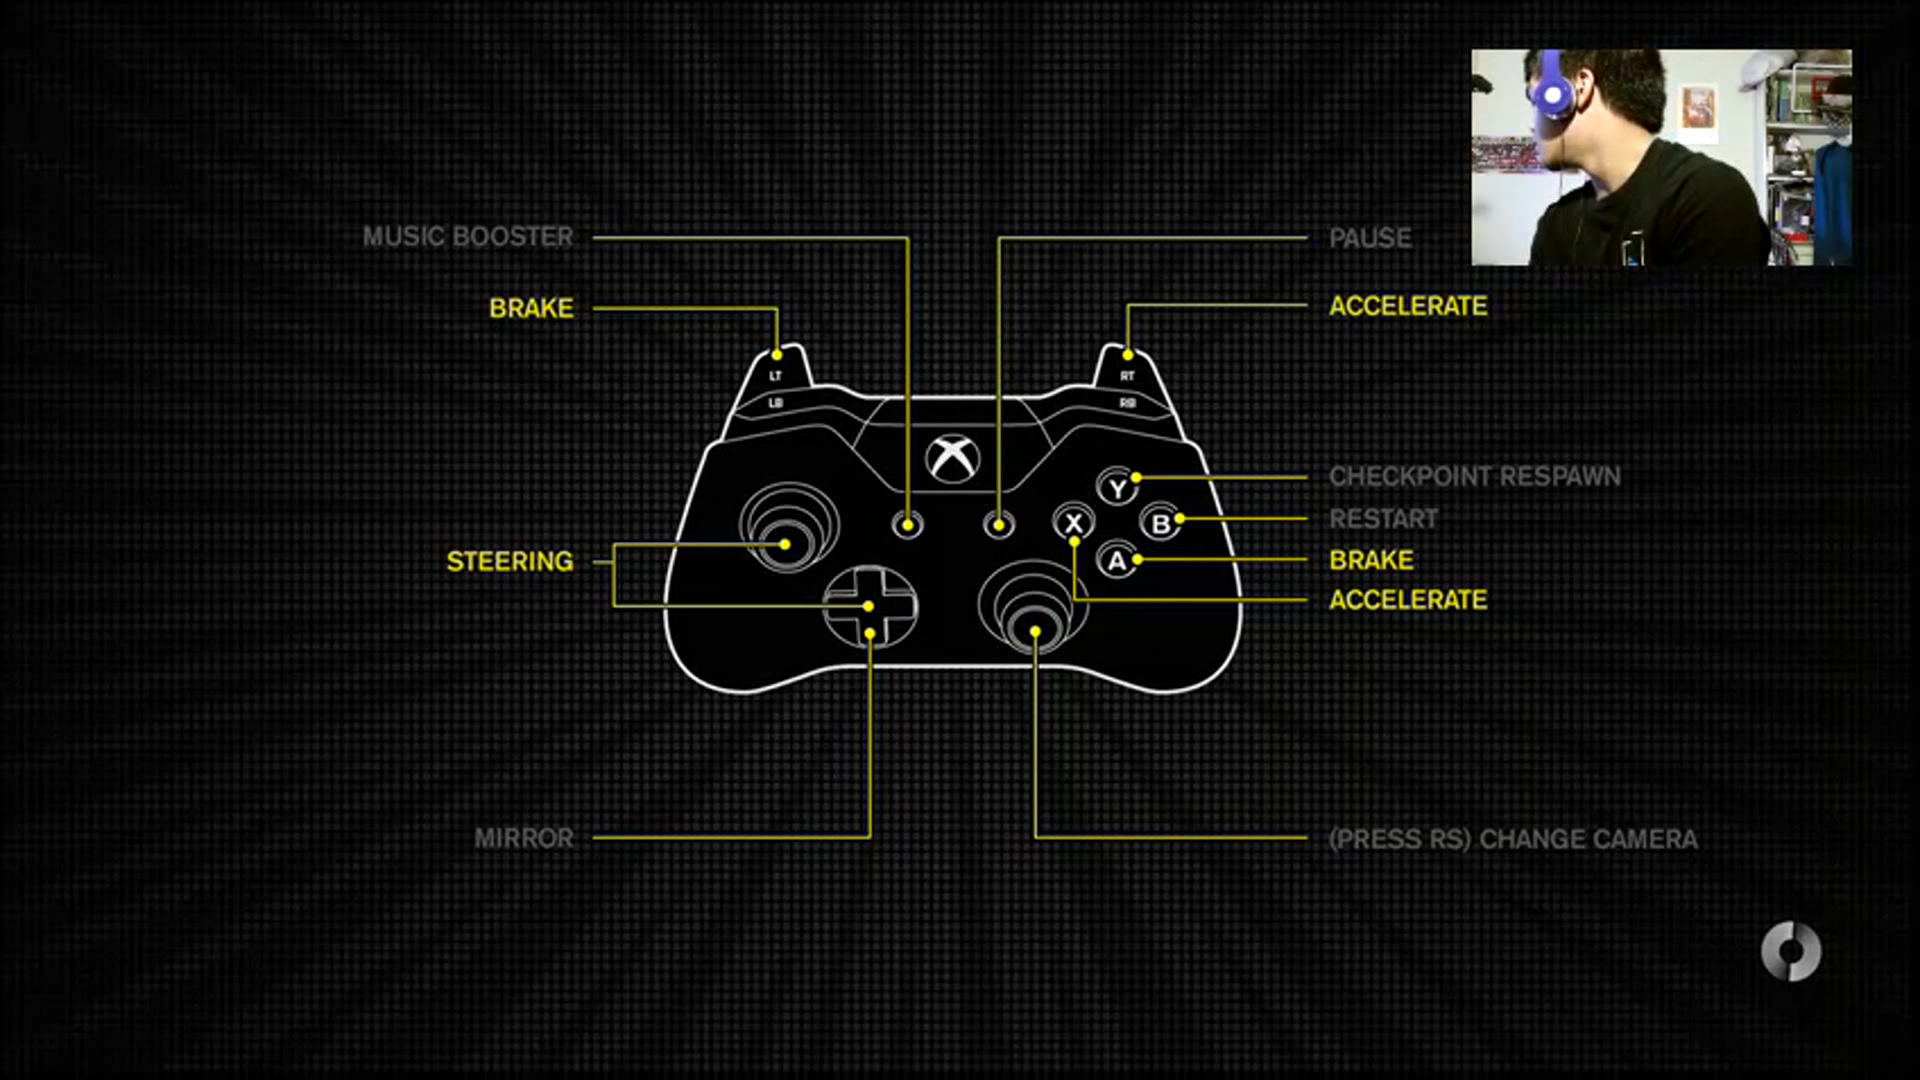 MUSIC BOOSTER
PAUSE
BRAKE
ACCELERATE
LT
RT
LB
RB
CHECKPOINT RESPAWN
Y
RESTART
X
B
STEERING
BRAKE
A
ACCELERATE
MIRROR
(PRESS RS) CHANGE CAMERA